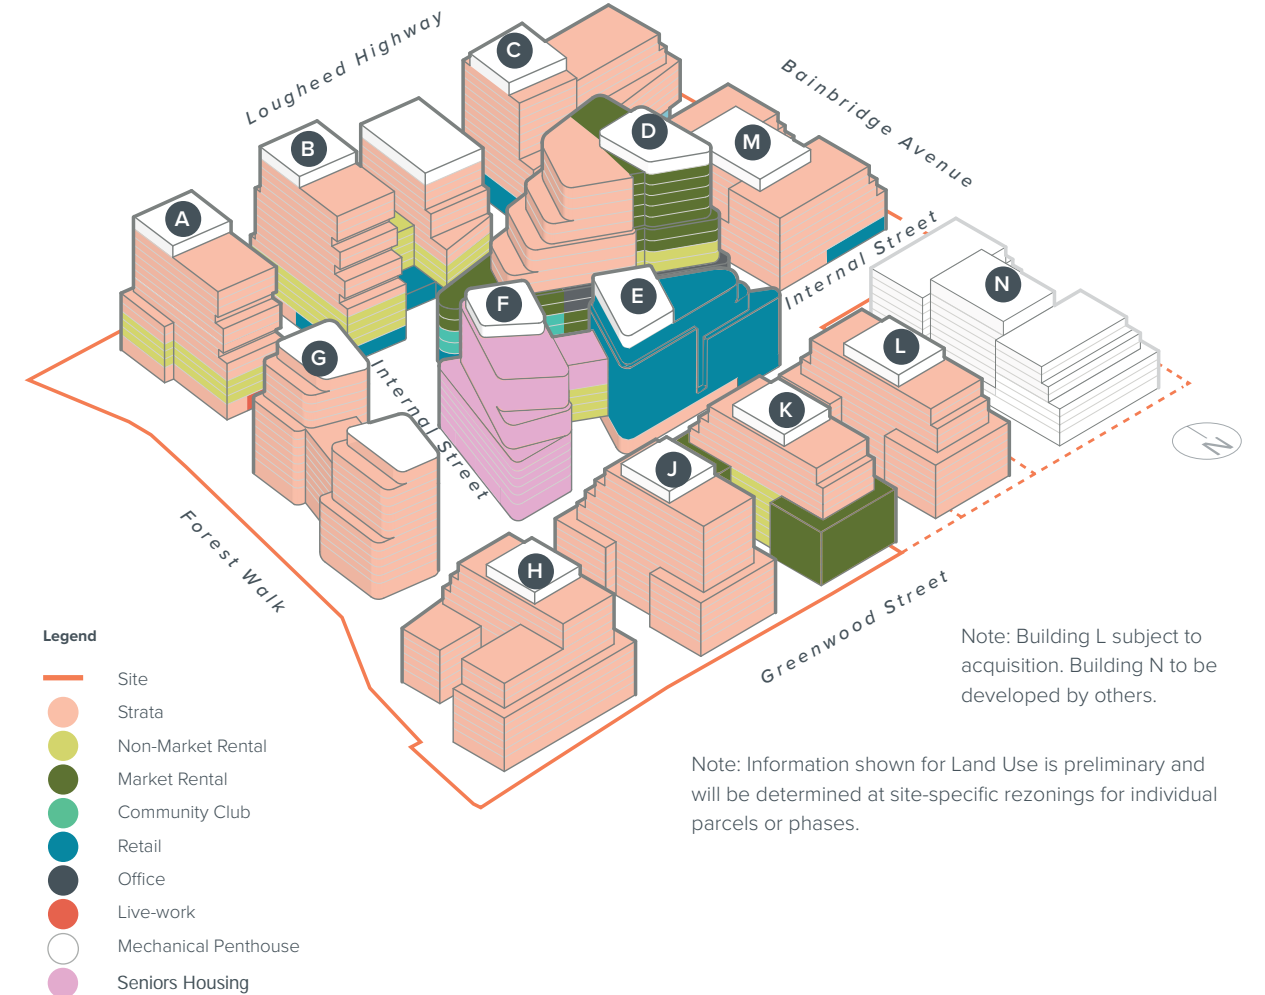 Lougheed Highway
Bainbridge Avenue
C
D
M
B
A
Internal Street
N
E
F
L
G
K
Internal Street
N
J
H
Forest Walk
Greenwood Street
Legend
Site
Strata
Non-Market Rental
Market Rental
Community Club
Retail
Office
Live-work
Mechanical Penthouse
Seniors Housing
Note: Building L subject to
acquisition. Building N to be
developed by others.
Note: Information shown for Land Use is preliminary and
will be determined at site-specific rezonings for individual
parcels or phases.